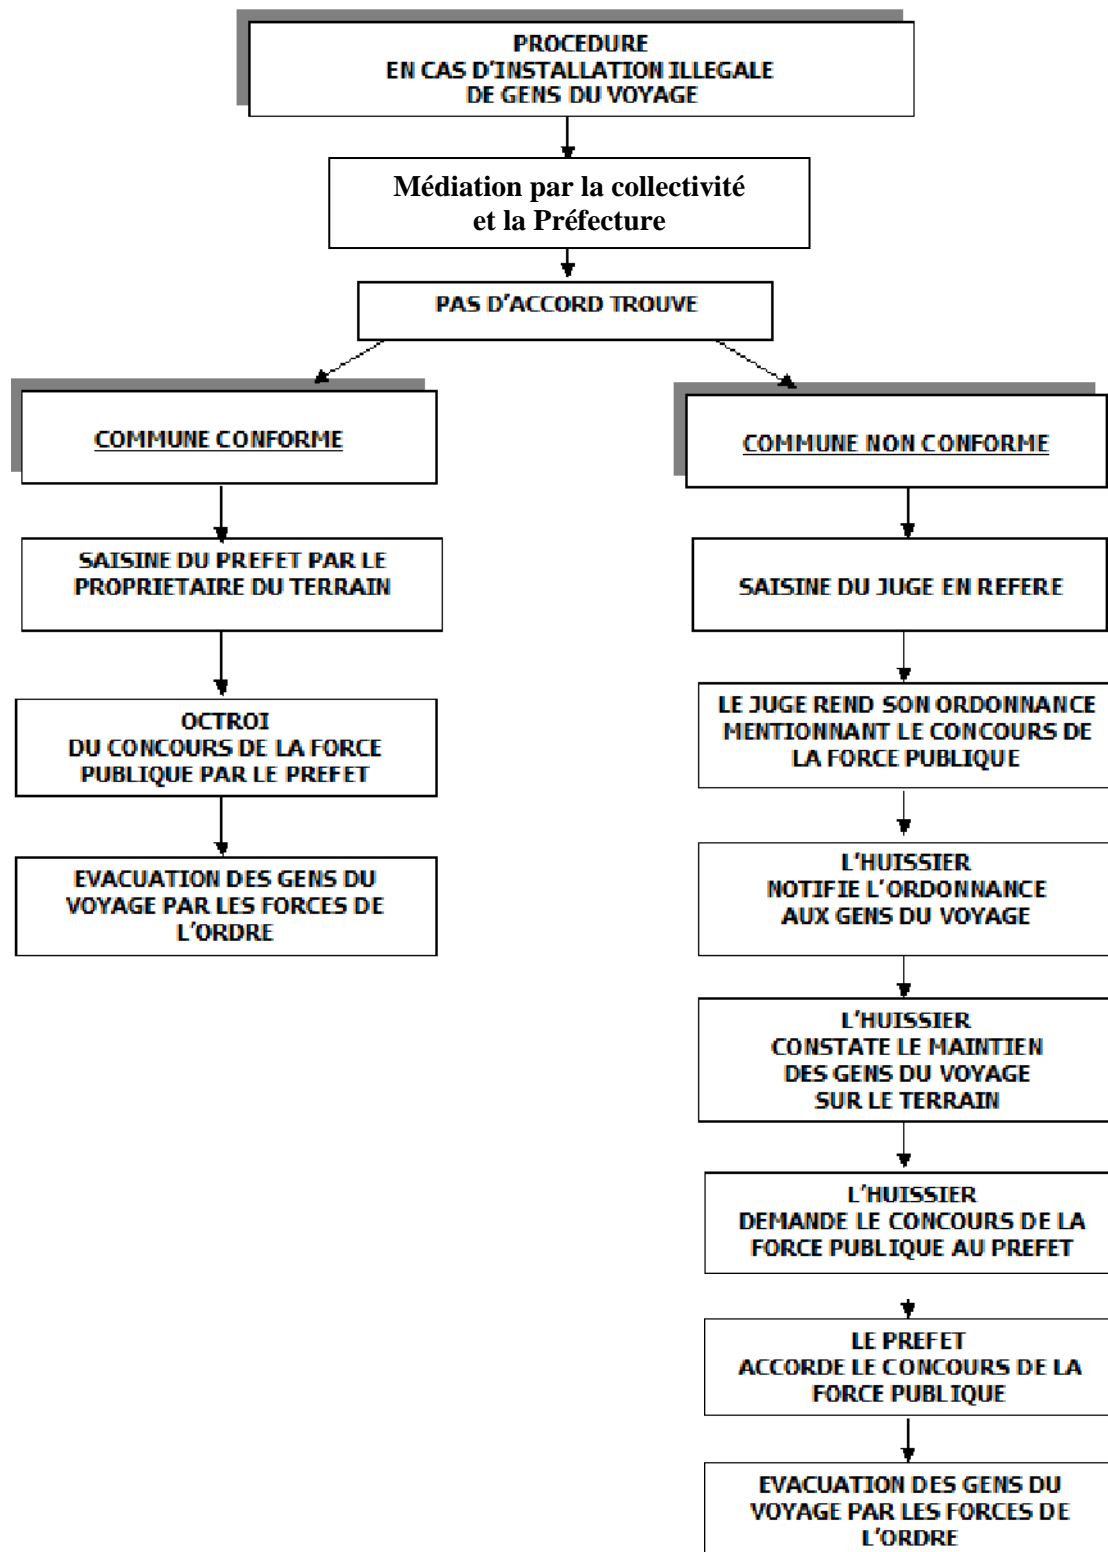 PROCEDURE
EN CAS D'INSTALLATION ILLEGALE
DE GENS DU VOYAGE
Médiation par la collectivité
et la Préfecture
PAS D'ACCORD TROUVE
COMMUNE CONFORME
SAISINE DU PREFET PAR LE
PROPRIETAIRE DU TERRAIN
OCTROI
DU CONCOURS DE LA FORCE
PUBLIQUE PAR LE PREFET
EVACUATION DES GENS DU
VOYAGE PAR LES FORCES DE
L'ORDRE
COMMUNE NON CONFORME
SAISINE DU JUGE EN REFERE
LE JUGE REND SON ORDONNANCE
MENTIONNANT LE CONCOURS DE
LA FORCE PUBLIQUE
L'HUISSIER
NOTIFIE L'ORDONNANCE
AUX GENS DU VOYAGE
L'HUISSIER
CONSTATE LE MAINTIEN
DES GENS DU VOYAGE
SUR LE TERRAIN
L'HUISSIER
DEMANDE LE CONCOURS DE LA
FORCE PUBLIQUE AU PREFET
LE PREFET
ACCORDE LE CONCOURS DE LA
FORCE PUBLIQUE
EVACUATION DES GENS DU
VOYAGE PAR LES FORCES DE
L'ORDRE